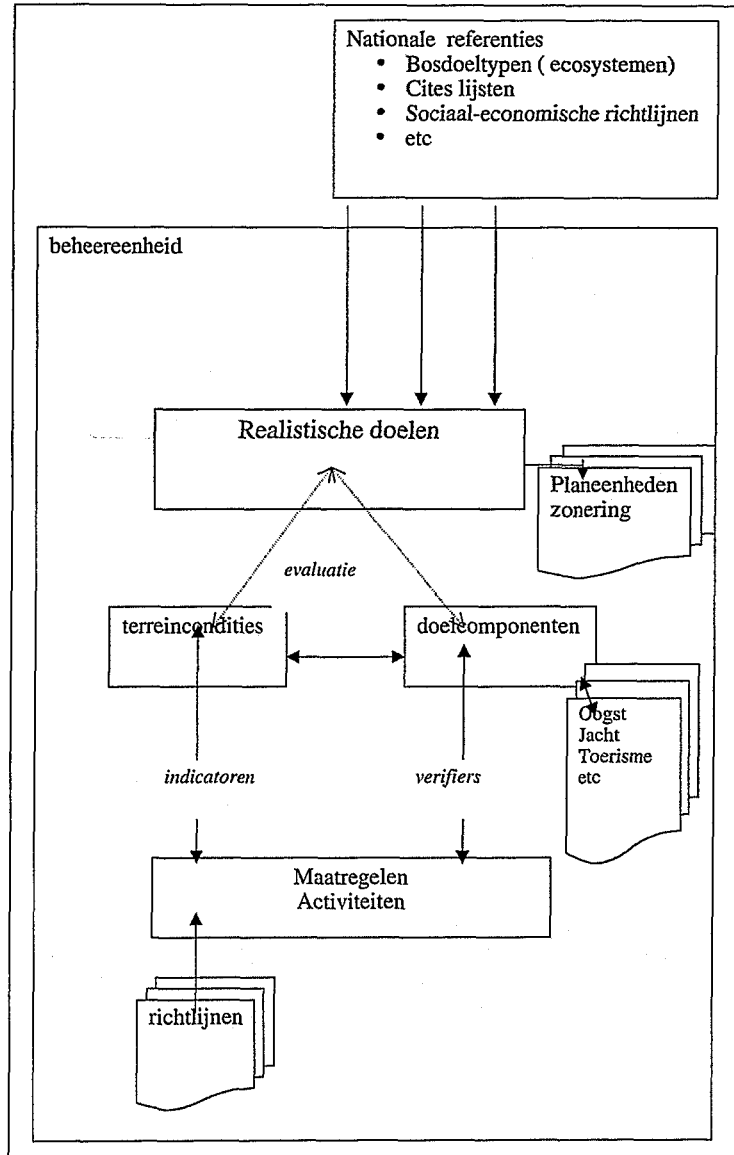 Nationale referenties
• Bosdoeltypen ( ecosystemen)
• Cites lijsten
• Sociaal-economische richtlijnen
• etc
beheereenheid
Realistische doelen
Planeenheden
zonering
evaluatie
terreincondities
doelcomponenten
Oogst
Jacht
Toerisme
etc
indicatoren
verifiers
Maatregelen
Activiteiten
richtlijnen